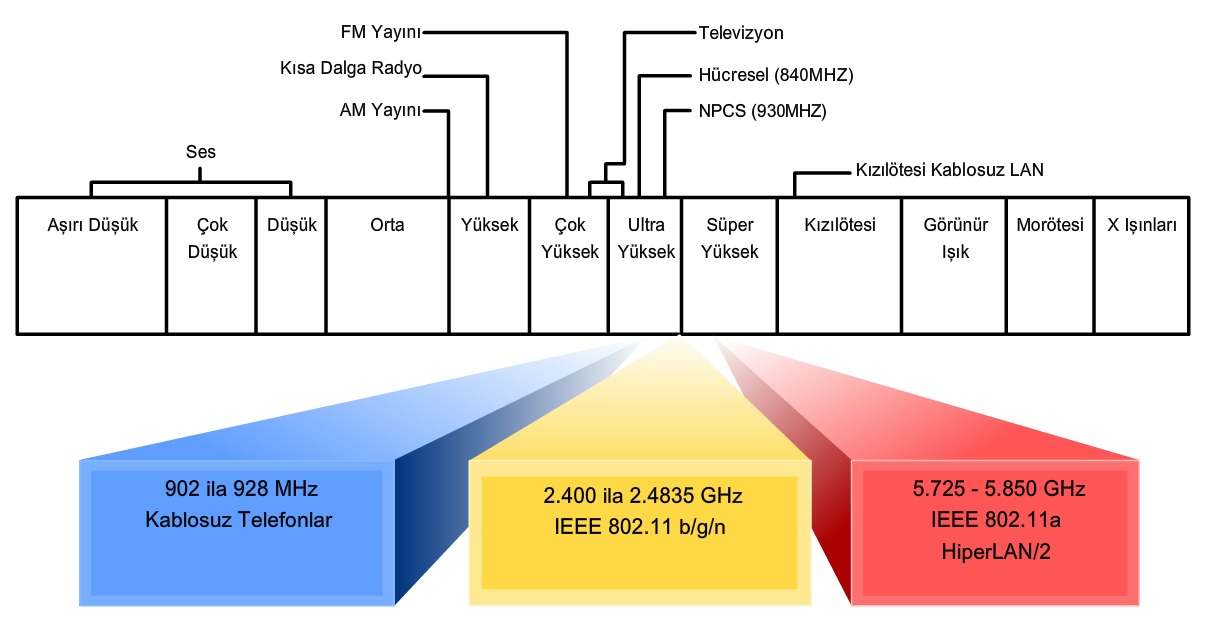 FM Yayını
Televizyon
Kısa Dalga Radyo
Hücresel (840MHZ)
AM Yayını
NPCS (930MHZ)
Ses
Kızılötesi Kablosuz LAN
Aşırı Düşük
Çok
Düşük
Düşük
Orta
Yüksek
Çok
Yüksek
Ultra
Yüksek
Süper
Yüksek
Kızılötesi
Görünür
Işık
Morötesi
X Işınları
902 ila 928 MHz
Kablosuz Telefonlar
2.400 ila 2.4835 GHz
IEEE 802.11 b/g/n
5.725 - 5.850 GHz
IEEE 802.11a
HiperLAN/2